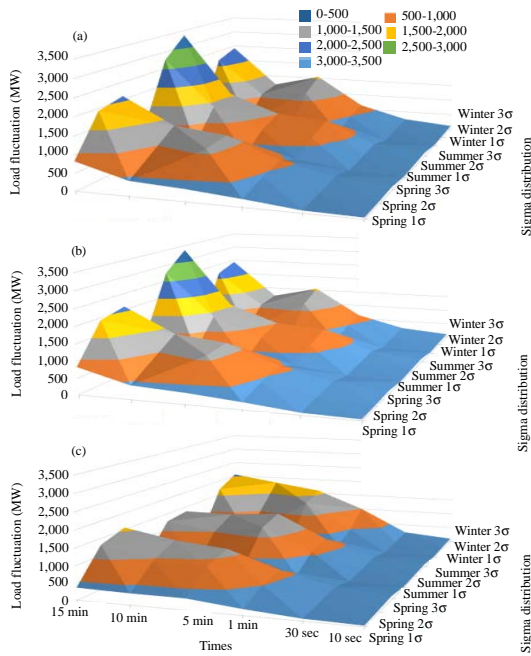 (a)
0-500
500-1,000
1,000-1,500
1,500-2,000
2,000-2,500
2,500-3,000
3,000-3,500
3,500
3,000
2,500
2,000
1,500
1,000
500
0
Load fluctuation (MW)
Winter 3σ
Winter 2σ
Winter 1σ
Summer 3σ
Summer 2σ
Summer 1σ
Spring 3σ
Spring 2σ
Spring 1σ
Sigma distribution
(b)
3,500
3,000
2,500
2,000
1,500
1,000
500
0
Load fluctuation (MW)
Winter 3σ
Winter 2σ
Winter 1σ
Summer 3σ
Summer 2σ
Summer 1σ
Spring 3σ
Spring 2σ
Spring 1σ
Sigma distribution
(c)
3,500
3,000
2,500
2,000
1,500
1,000
500
0
Load fluctuation (MW)
Winter 3σ
Winter 2σ
Winter 1σ
Summer 3σ
Summer 2σ
Summer 1σ
Spring 3σ
Spring 2σ
Spring 1σ
Sigma distribution
15 min
10 min
5 min
1 min
30 sec
10 sec
Times